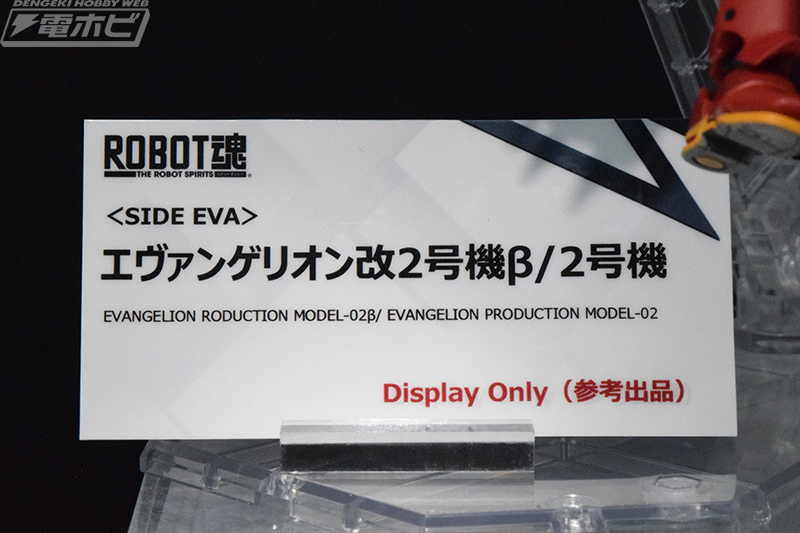 DENGEKI HOBBY WEB
電ホビ
ROBOT魂
THE ROBOT SPIRITS
<SIDE EVA>
エヴァンゲリオン改2号機β/2号機
EVANGELION RODUCTION MODEL-02β/ EVANGELION PRODUCTION MODEL-02
Display Only（参考出品）